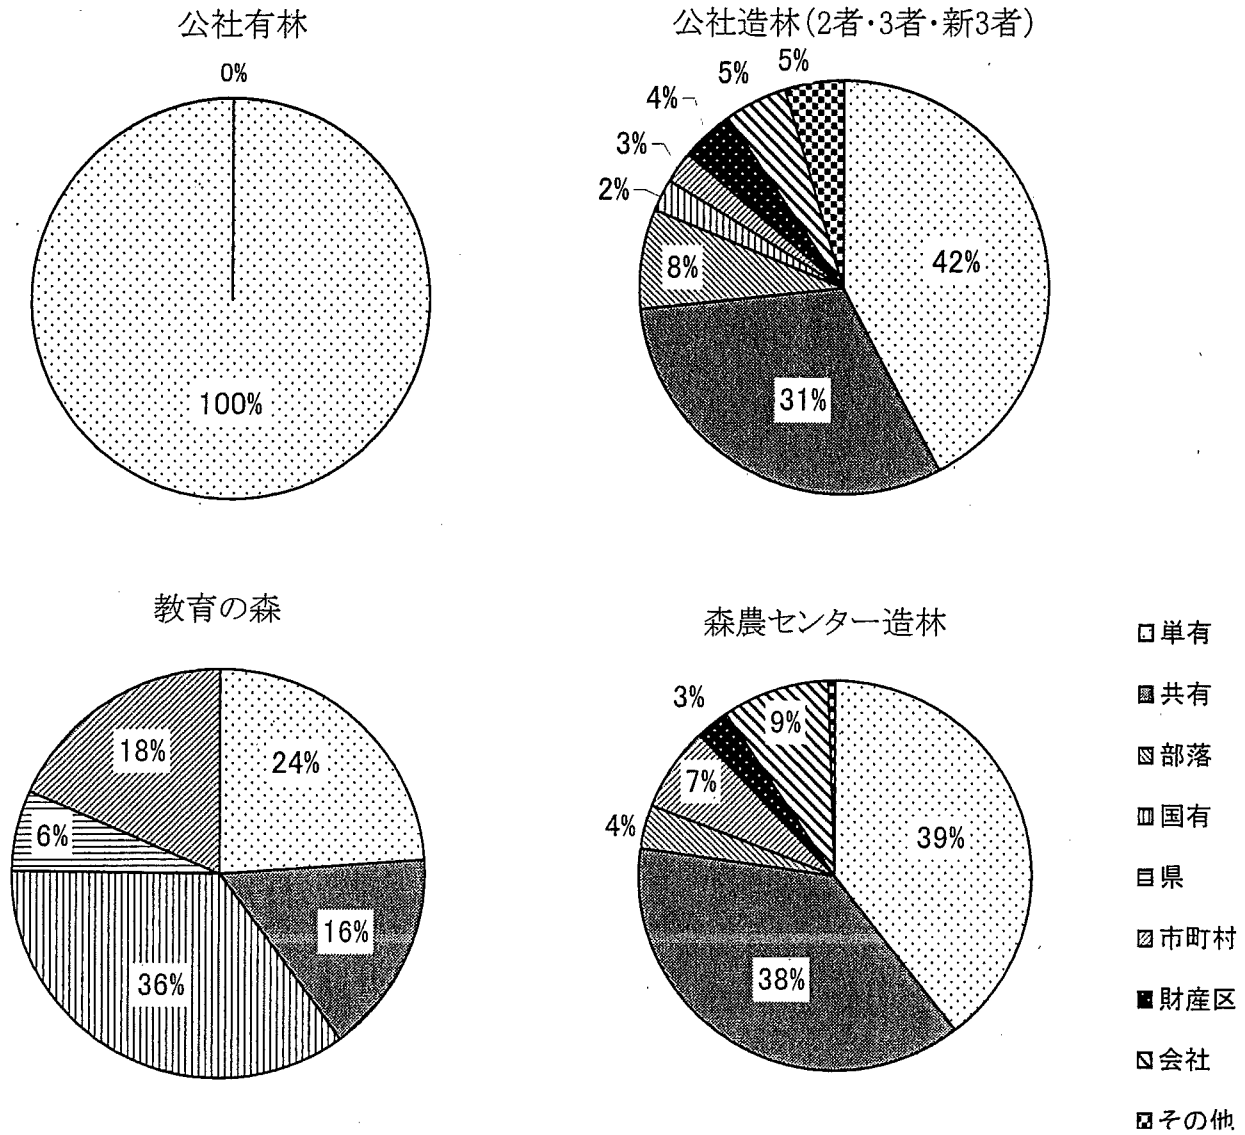 公社有林
0%
100%
公社造林(2者・3者・新3者)
5%
5%
4%
3%
2%
8%
42%
31%
教育の森
18%
24%
6%
16%
36%
森農センター造林
3%
9%
7%
4%
39%
38%
単有
共有
部落
国有
県
市町村
財産区
会社
その他